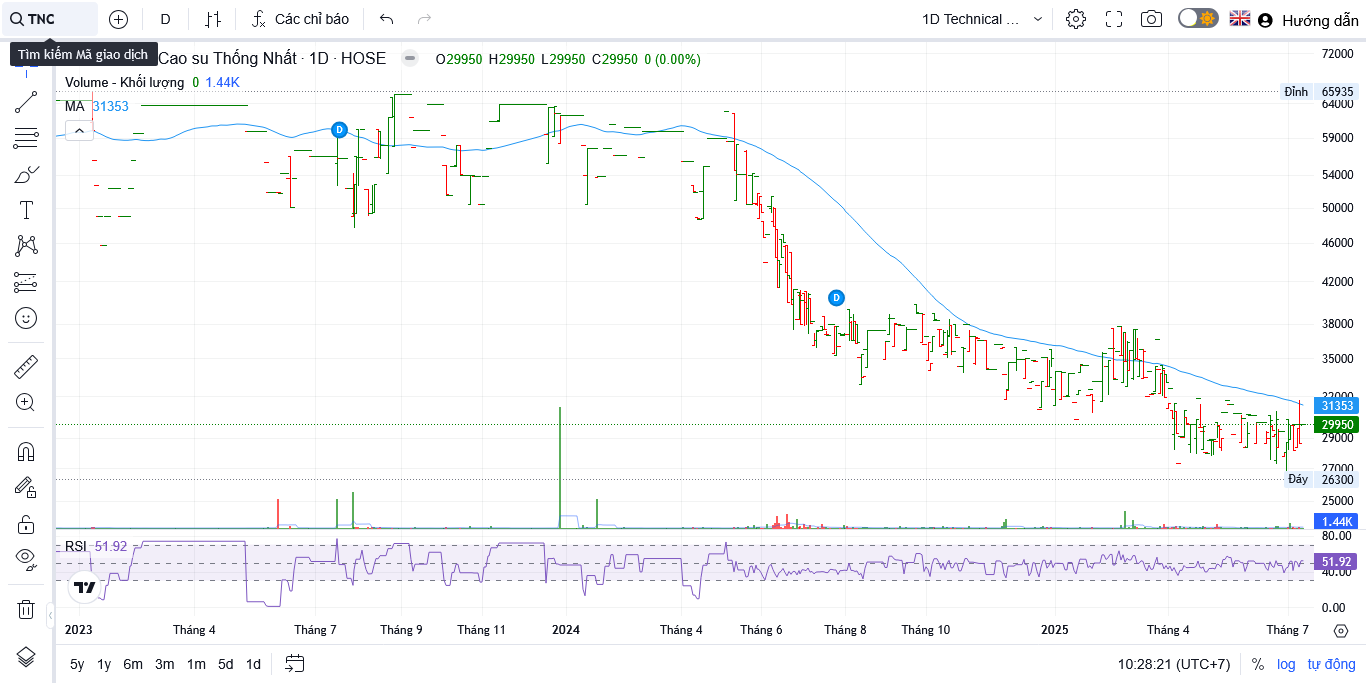 TNC
D
Các chỉ báo
1D Technical ...
Hướng dẫn
Tìm kiếm Mã giao dịch
Cao su Thống Nhất · 1D · HOSE
O29950 H29950 L29950 C29950 0 (0.00%)
Volume - Khối lượng 0 1.44K
MA 31353
D
D
72000
Đỉnh 65935
64000
59000
54000
50000
46000
42000
38000
35000
32000
31353
29950
29000
27000
Đáy 26300
25000
1.44K
RSI 51.92
80.00
51.92
40.00
0.00
2023 Tháng 4 Tháng 7 Tháng 9 Tháng 11 2024 Tháng 4 Tháng 6 Tháng 8 Tháng 10 2025 Tháng 4 Tháng 7
5y 1y 6m 3m 1m 5d 1d
10:28:21 (UTC+7) % log tự động